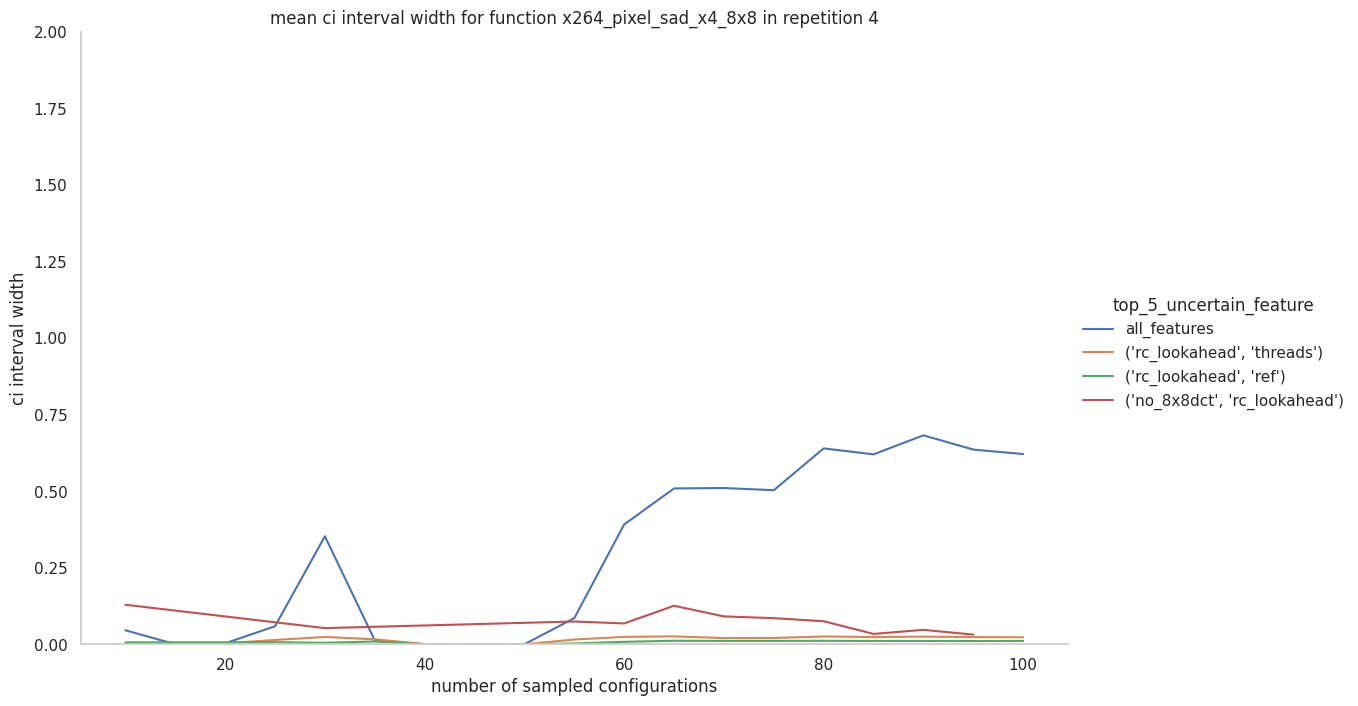 mean ci interval width for function x264_pixel_sad_x4_8x8 in repetition 4
2.00
1.75
1.50
1.25
1.00
0.75
0.50
0.25
0.00
ci interval width
20
40
60
80
100
number of sampled configurations
top_5_uncertain_feature
all_features
('rc_lookahead', 'threads')
('rc_lookahead', 'ref')
('no_8x8dct', 'rc_lookahead')